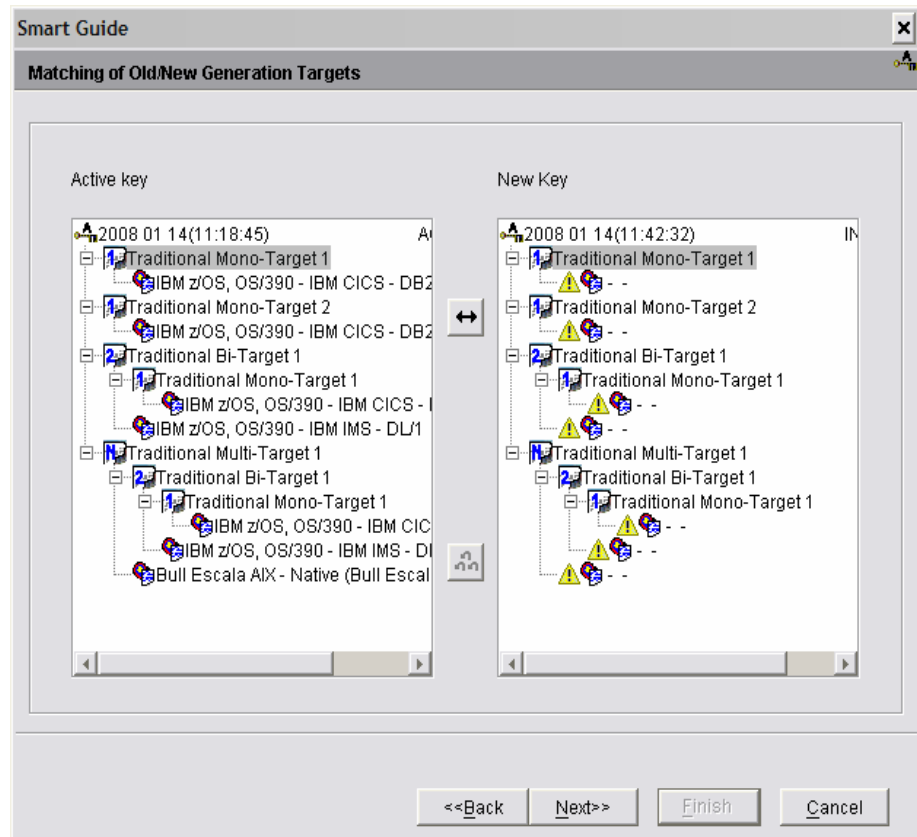 Smart Guide
Matching of Old/New Generation Targets
Active key
New Key
2008 01 14(11:18:45)
Traditional Mono-Target 1
IBM z/OS, OS/390 - IBM CICS - DB2
Traditional Mono-Target 2
IBM z/OS, OS/390 - IBM CICS - DB2
Traditional Bi-Target 1
Traditional Mono-Target 1
IBM z/OS, OS/390 - IBM CICS -
IBM z/OS, OS/390 - IBM IMS - DL/1
Traditional Multi-Target 1
Traditional Bi-Target 1
Traditional Mono-Target 1
IBM z/OS, OS/390 - IBM CIC
IBM z/OS, OS/390 - IBM IMS - Dl
Bull Escala AIX - Native (Bull Escal
2008 01 14(11:42:32) IN
Traditional Mono-Target 1
- -
Traditional Mono-Target 2
- -
Traditional Bi-Target 1
Traditional Mono-Target 1
- -
- -
Traditional Multi-Target 1
Traditional Bi-Target 1
Traditional Mono-Target 1
- -
- -
- -
<<Back
Next>>
Finish
Cancel